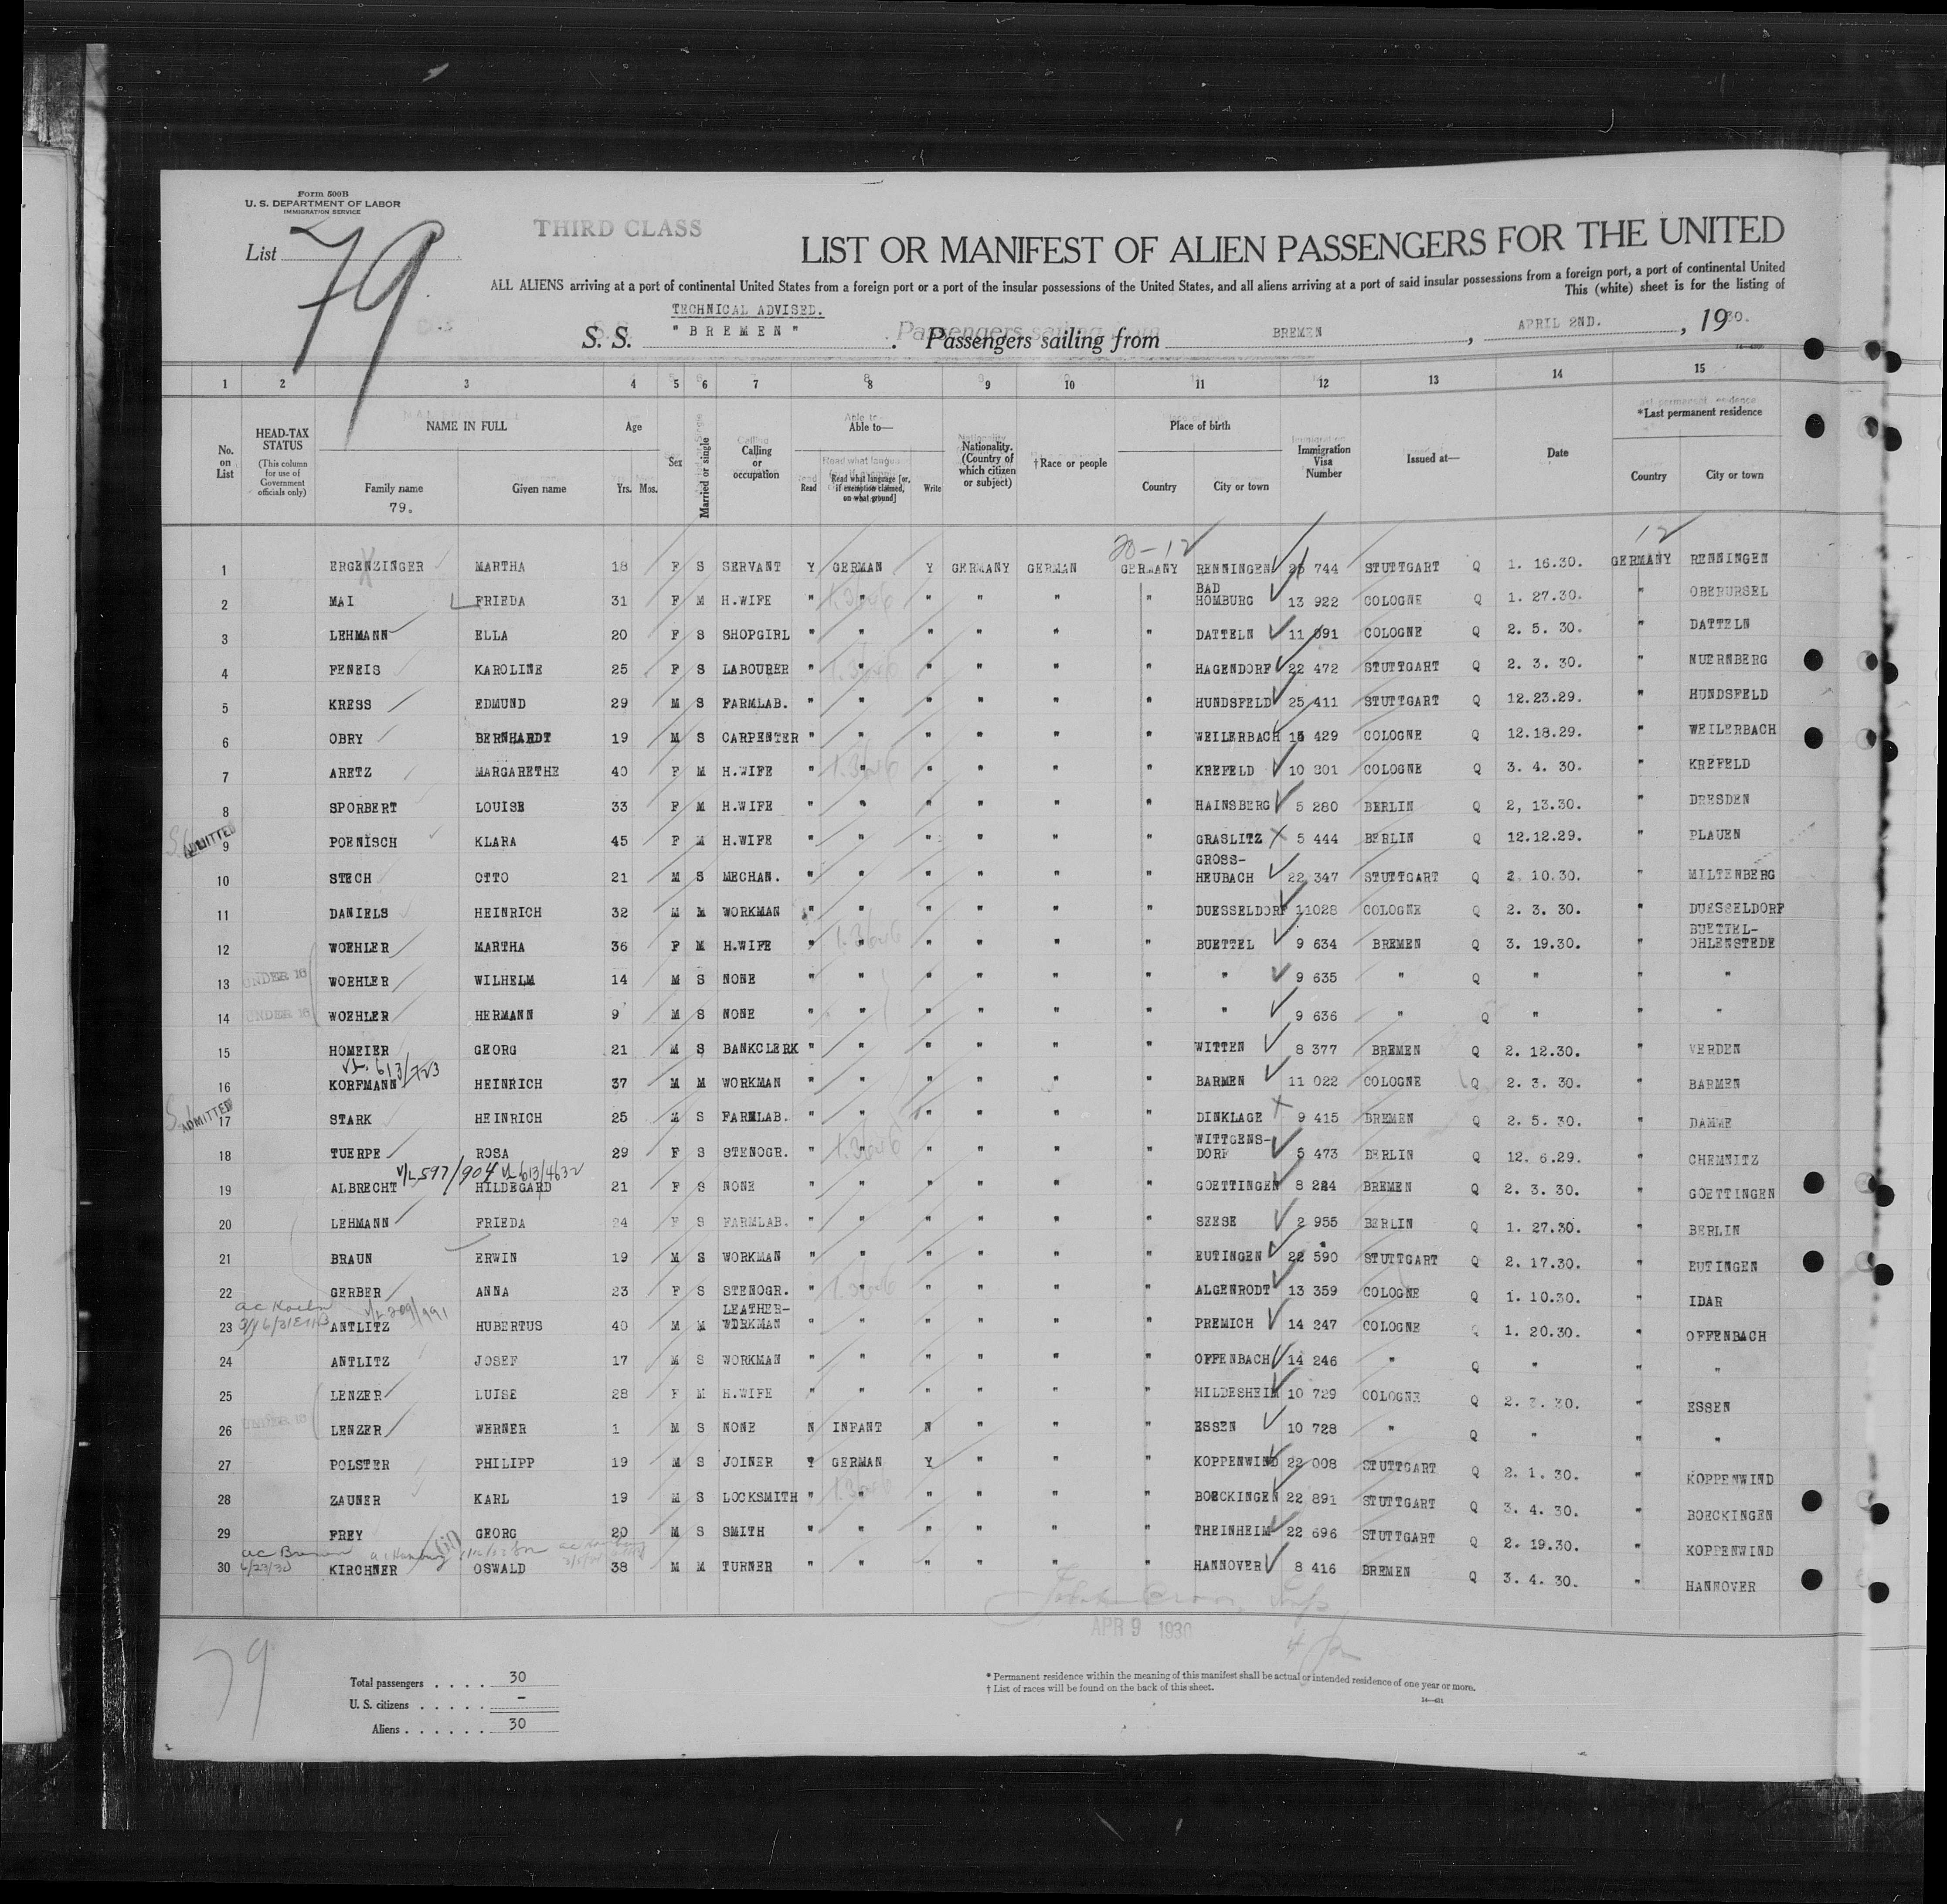 Form 500B
U. S. DEPARTMENT OF LABOR
IMMIGRATION SERVICE
List 79
THIRD CLASS
LIST OR MANIFEST OF ALIEN PASSENGERS FOR THE UNITED
ALL ALIENS arriving at a port of continental United States from a foreign port or a port of the insular possessions of the United States, and all aliens arriving at a port of said insular possessions from a foreign port, a port of continental United
This (white) sheet is for the listing of
TECHNICAL ADVISED.
S. S. "BREMEN". Passengers sailing from BREMEN, APRIL 2ND., 1930.
1 2 3 4 5 6 7 8 9 10 11 12 13 14 15
No. on List
HEAD-TAX STATUS
(This column for use of Government officials only)
NAME IN FULL
Family name
79.
Given name
Age
Yrs. Mos.
Sex
Married or single
Calling or occupation
Able to—
Read
Read what language [or, if exemption claimed, on what ground]
Write
Nationality. (Country of which citizen or subject)
†Race or people
Place of birth
Country
City or town
Immigration Visa Number
Issued at—
Date
*Last permanent residence
Country
City or town
20-12
12
1 ERGENZINGER MARTHA 18 F S SERVANT Y GERMAN Y GERMANY GERMAN GERMANY RENNINGEN 25 744 STUTTGART Q 1. 16.30. GERMANY RENNINGEN
2 MAI FRIEDA 31 F M H.WIFE " " " " " " BAD HOMBURG 13 922 COLOGNE Q 1. 27.30. " OBERURSEL
3 LEHMANN ELLA 20 F S SHOPGIRL " " " " " " DATTELN 11 091 COLOGNE Q 2. 5. 30. " DATTELN
4 FENEIS KAROLINE 25 F S LABOURER " " " " " " HAGENDORF 22 472 STUTTGART Q 2. 3. 30. " NUERNBERG
5 KRESS EDMUND 29 M S FARMLAB. " " " " " " HUNDSFELD 25 411 STUTTGART Q 12.23.29. " HUNDSFELD
6 OBRY BERNHARDT 19 M S CARPENTER " " " " " " WEILERBACH 429 COLOGNE Q 12.18.29. " WEILERBACH
7 ARETZ MARGARETHE 40 F M H.WIFE " " " " " " KREFELD 10 801 COLOGNE Q 3. 4. 30. " KREFELD
8 SPORBERT LOUISE 33 F M H.WIFE " " " " " " HAINSBERG 5 280 BERLIN Q 2, 13.30. " DRESDEN
ADMITTED
9 POENISCH KLARA 45 F M H.WIFE " " " " " " GRASLITZ 5 444 BERLIN Q 12.12.29. " PLAUEN
10 STECH OTTO 21 M S MECHAN. " " " " " " GROSS-HEUBACH 22 347 STUTTGART Q 2. 10.30. " MILTENBERG
11 DANIELS HEINRICH 32 M M WORKMAN " " " " " " DUESSELDORF 11028 COLOGNE Q 2. 3. 30. " DUESSELDORF
12 WOEHLER MARTHA 36 F M H.WIFE " " " " " " BUETTEL 9 634 BREMEN Q 3. 19.30. " BUETTEL-OHLENSTEDE
UNDER 16
13 WOEHLER WILHELM 14 M S NONE " " " " " " " 9 635 " Q " " "
UNDER 16
14 WOEHLER HERMANN 9 M S NONE " " " " " " " 9 636 " Q " " "
15 HOMEIER GEORG 21 M S BANKCLERK " " " " " " WITTEN 8 377 BREMEN Q 2. 12.30. " VERDEN
V/L 613/723
16 KORFMANN HEINRICH 37 M M WORKMAN " " " " " " BARMEN 11 022 COLOGNE Q 2. 3. 30. " BARMEN
ADMITTED
17 STARK HEINRICH 25 M S FARMLAB. " " " " " " DINKLAGE 9 415 BREMEN Q 2. 5. 30. " DAMME
18 TUERPE ROSA 29 F S STENOGR. " " " " " " WITTGENS-DORF 5 473 BERLIN Q 12. 6.29. " CHEMNITZ
V/L 597/904 V/L 613/4632
19 ALBRECHT HILDEGARD 21 F S NONE " " " " " " GOETTINGEN 8 224 BREMEN Q 2. 3. 30. " GOETTINGEN
20 LEHMANN FRIEDA 24 F S FARMLAB. " " " " " " SEESE 2 955 BERLIN Q 1. 27.30. " BERLIN
21 BRAUN ERWIN 19 M S WORKMAN " " " " " " EUTINGEN 22 590 STUTTGART Q 2. 17.30. " EUTINGEN
22 GERBER ANNA 23 F S STENOGR. " " " " " " ALGENRODT 13 359 COLOGNE Q 1. 10.30. " IDAR
V/L 209/991
23 ANTLITZ HUBERTUS 40 M M LEATHER-WORKMAN " " " " " " PREMICH 14 247 COLOGNE Q 1. 20.30. " OFFENBACH
24 ANTLITZ JOSEF 17 M S WORKMAN " " " " " " OFFENBACH 14 246 " Q " " "
25 LENZER LUISE 28 F M H.WIFE " " " " " " HILDESHEIM 10 729 COLOGNE Q 2. 3. 30. " ESSEN
UNDER 16
26 LENZER WERNER 1 M S NONE N INFANT N " " " ESSEN 10 728 " Q " " "
27 POLSTER PHILIPP 19 M S JOINER Y GERMAN Y " " " KOPPENWIND 22 008 STUTTGART Q 2. 1. 30. " KOPPENWIND
28 ZAUNER KARL 19 M S LOCKSMITH " " " " " " BOECKINGEN 22 891 STUTTGART Q 3. 4. 30. " BOECKINGEN
29 FREY GEORG 20 M S SMITH " " " " " " THEINHEIM 22 696 STUTTGART Q 2. 19.30. " KOPPENWIND
ac Bremen
30 6/23/30 KIRCHNER OSWALD 38 M M TURNER " " " " " " HANNOVER 8 416 BREMEN Q 3. 4. 30. " HANNOVER
APR 9 1930
79
Total passengers . . . . 30
U. S. citizens . . . . . –
Aliens . . . . . . 30
* Permanent residence within the meaning of this manifest shall be actual or intended residence of one year or more.
† List of races will be found on the back of this sheet.